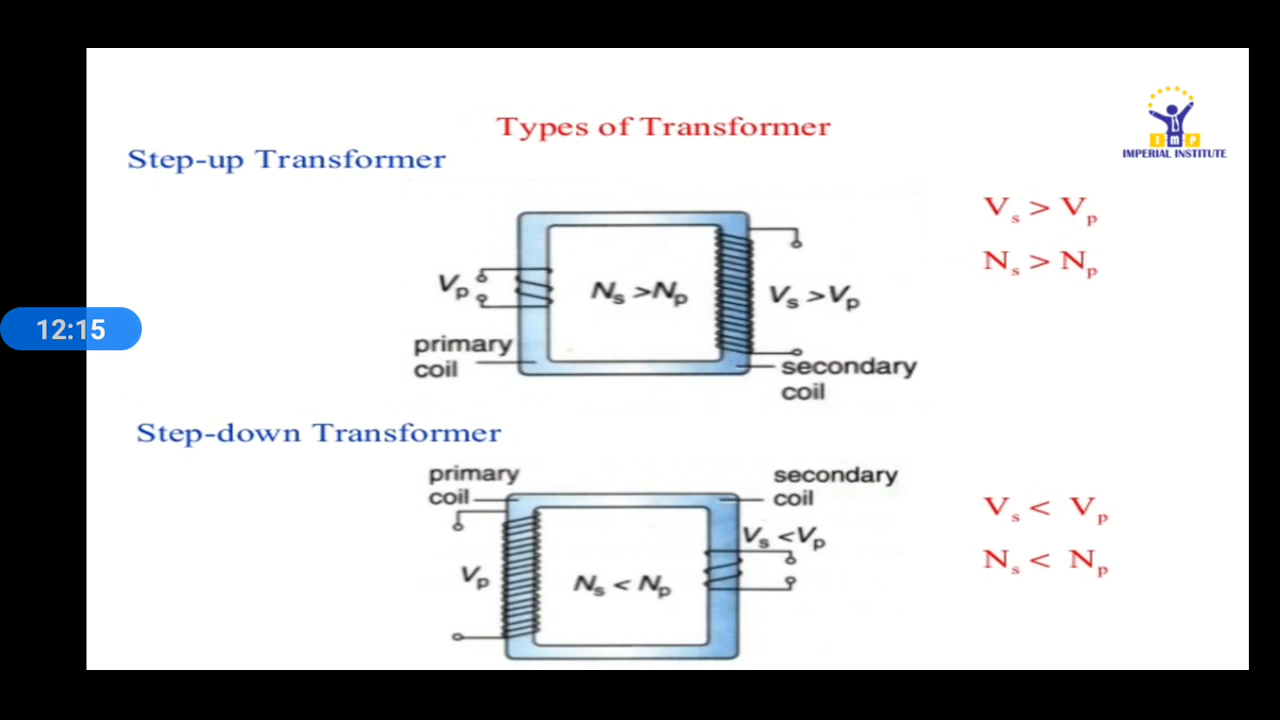 Types of Transformer
IMP
IMPERIAL INSTITUTE
Step-up Transformer
Vs > Vp
Ns > Np
Vp
Ns >Np
Vs >Vp
primary
coil
secondary
coil
12:15
Step-down Transformer
primary
coil
secondary
coil
Vs <Vp
Vp
Ns < Np
Vs < Vp
Ns < Np